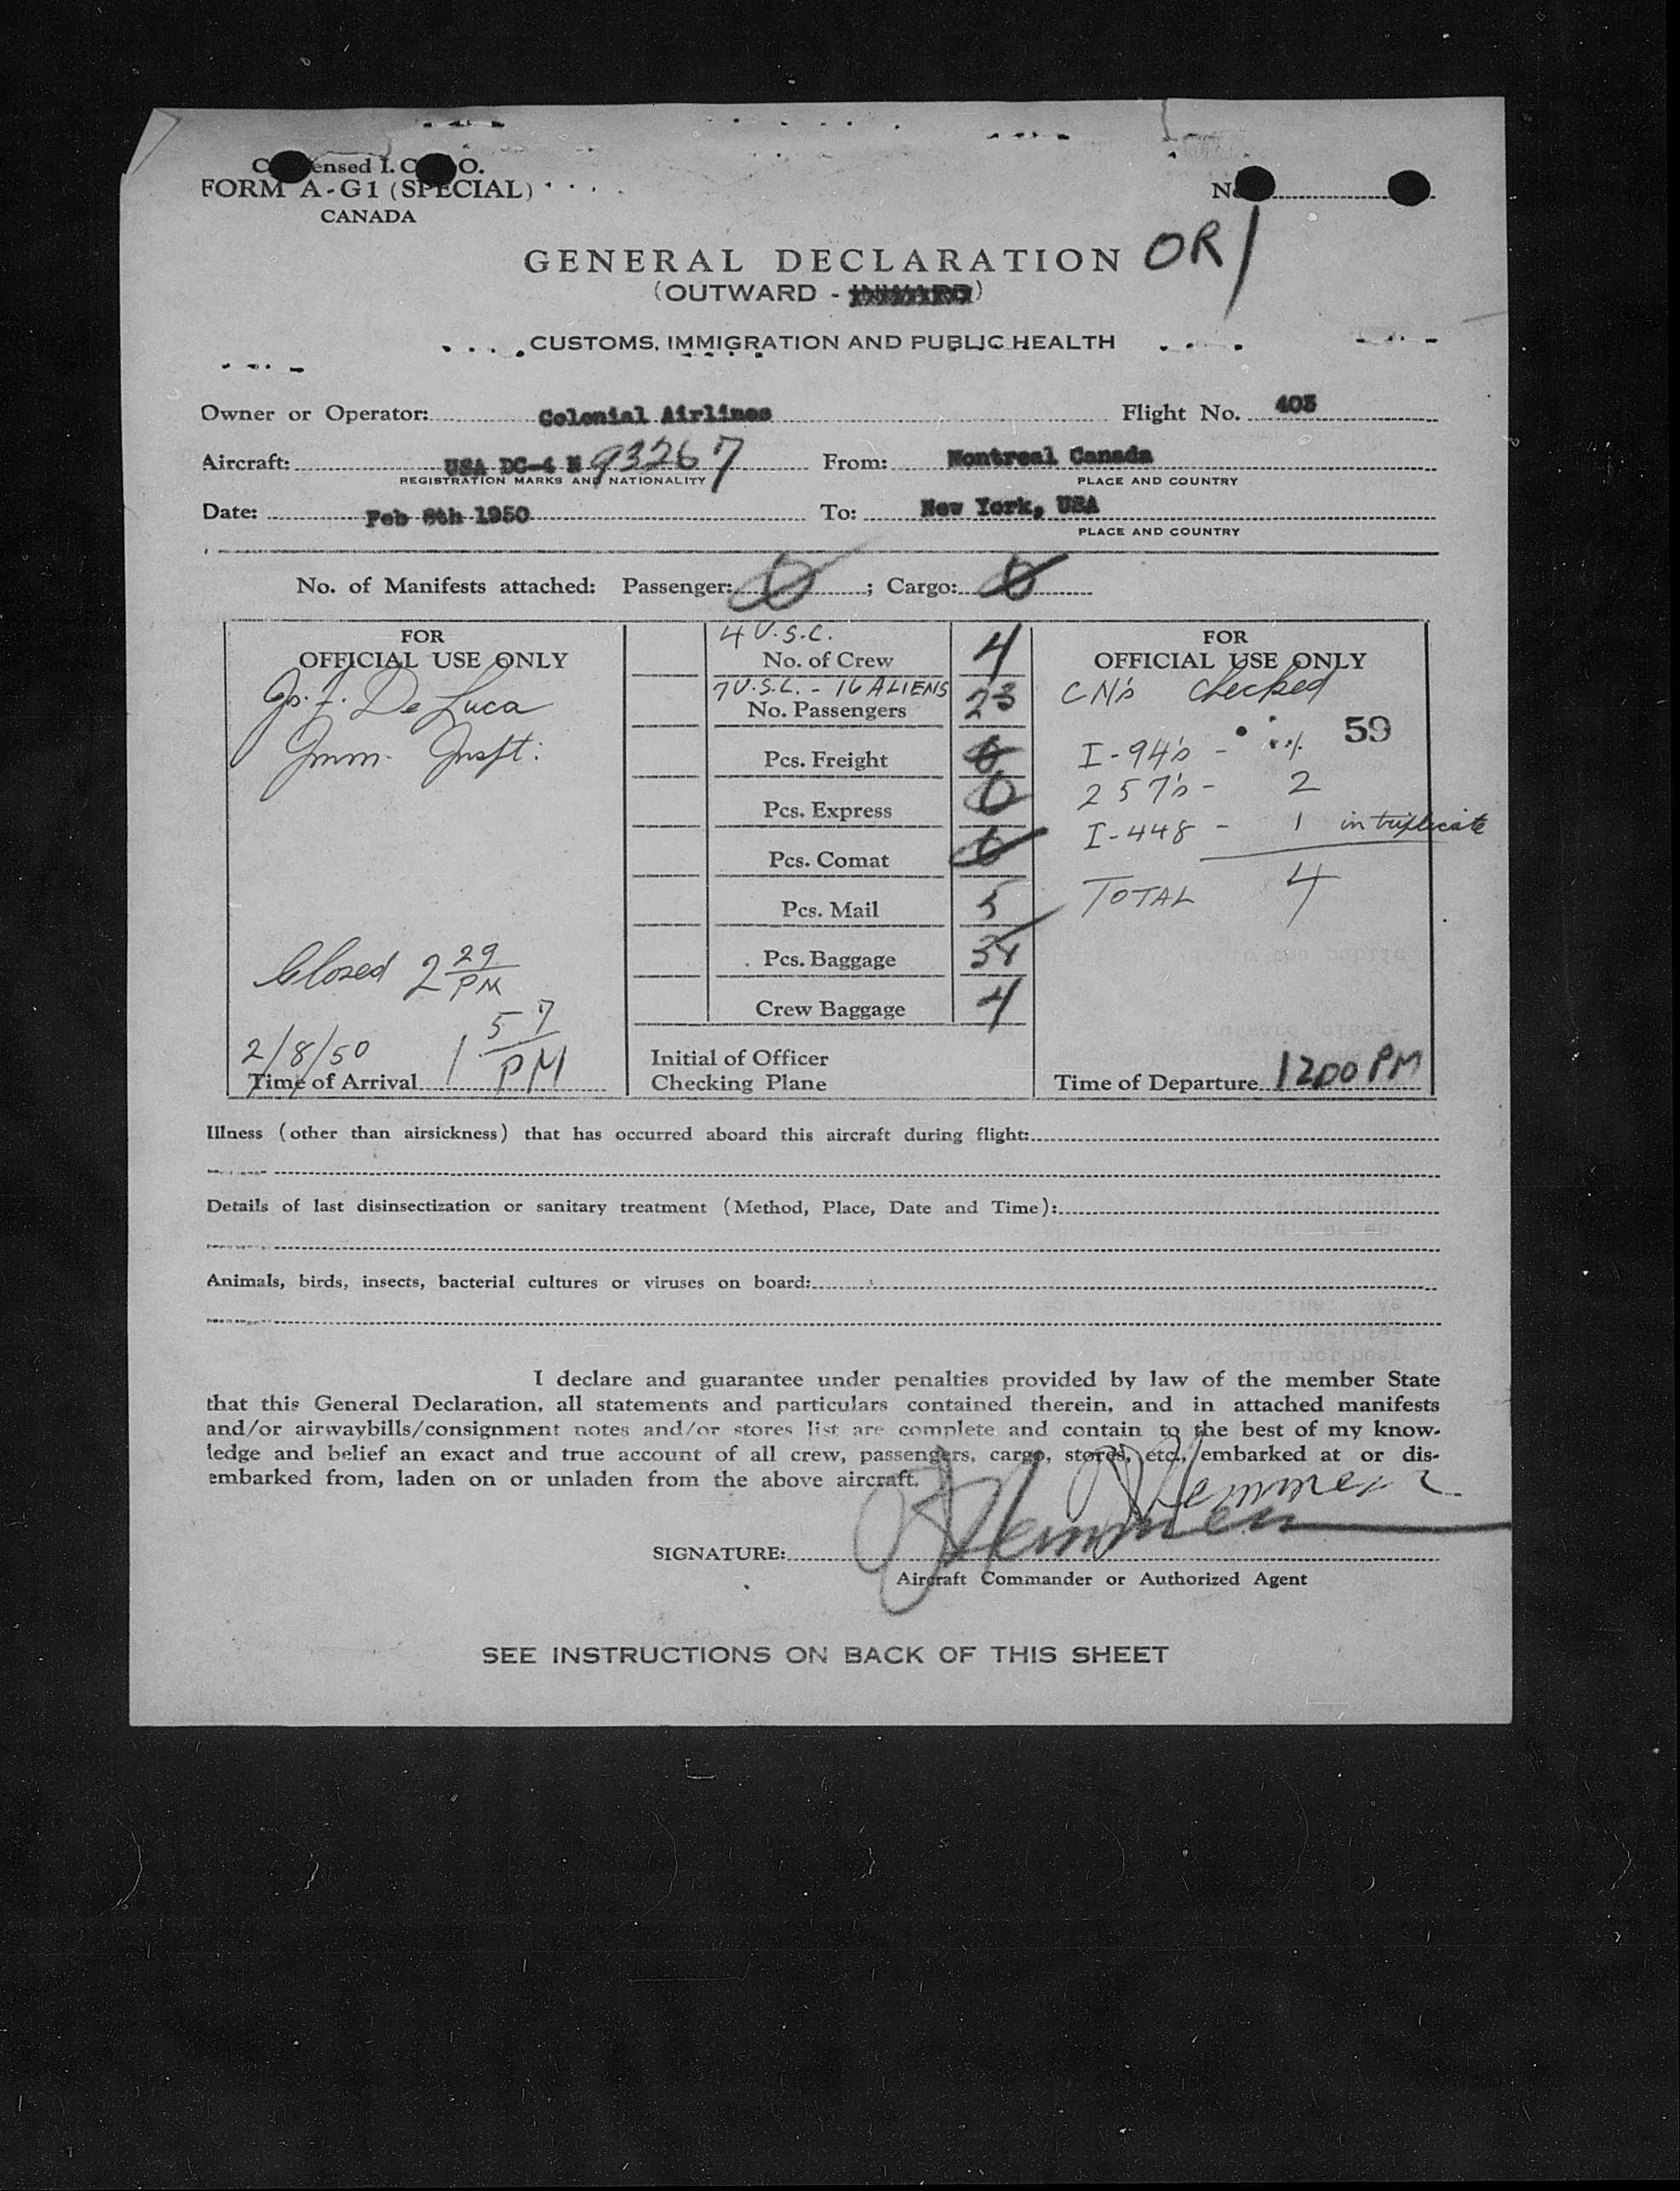 ensed I. C O.
FORM A-G1 (SPECIAL)
CANADA
OR/
GENERAL DECLARATION
(OUTWARD - )
CUSTOMS, IMMIGRATION AND PUBLIC HEALTH
Owner or Operator: Colonial Airlines Flight No. 403
Aircraft: USA DC-4 N 93267 From: Montreal Canada
REGISTRATION MARKS AND NATIONALITY PLACE AND COUNTRY
Date: Feb 8th 1950 To: New York, USA
PLACE AND COUNTRY
No. of Manifests attached: Passenger: 0 ; Cargo: 0
FOR
OFFICIAL USE ONLY
De Luca
Imm. Inspt:
Closed 2 29 PM
2/8/50 1 57 PM
Time of Arrival
4 U.S.C.
No. of Crew 4
7 U.S.C. - 16 ALIENS
No. Passengers 23
Pcs. Freight 0
Pcs. Express 0
Pcs. Comat 0
Pcs. Mail 5
Pcs. Baggage 34
Crew Baggage 4
Initial of Officer
Checking Plane
FOR
OFFICIAL USE ONLY
CN's checked
59
I-94's -
257's - 2
I-448 - 1 in triplicate
TOTAL 4
Time of Departure 1200 PM
Illness (other than airsickness) that has occurred aboard this aircraft during flight:
Details of last disinsectization or sanitary treatment (Method, Place, Date and Time):
Animals, birds, insects, bacterial cultures or viruses on board:
I declare and guarantee under penalties provided by law of the member State
that this General Declaration, all statements and particulars contained therein, and in attached manifests
and/or airwaybills/consignment notes and/or stores list are complete and contain to the best of my know-
ledge and belief an exact and true account of all crew, passengers, cargo, stores, etc., embarked at or dis-
embarked from, laden on or unladen from the above aircraft.
SIGNATURE:
Aircraft Commander or Authorized Agent
SEE INSTRUCTIONS ON BACK OF THIS SHEET